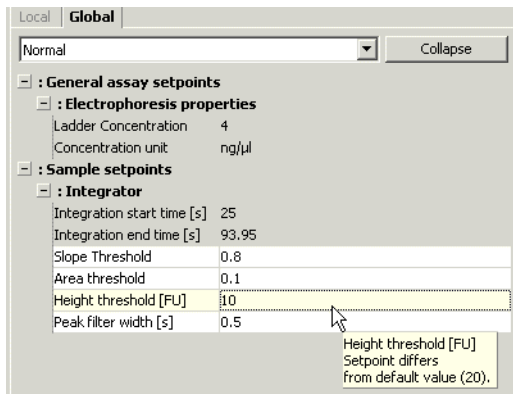 Local Global
Normal Collapse
− : General assay setpoints
− : Electrophoresis properties
Ladder Concentration 4
Concentration unit ng/µl
− : Sample setpoints
− : Integrator
Integration start time [s] 25
Integration end time [s] 93.95
Slope Threshold 0.8
Area threshold 0.1
Height threshold [FU] 10
Peak filter width [s] 0.5
Height threshold [FU]
Setpoint differs
from default value (20).